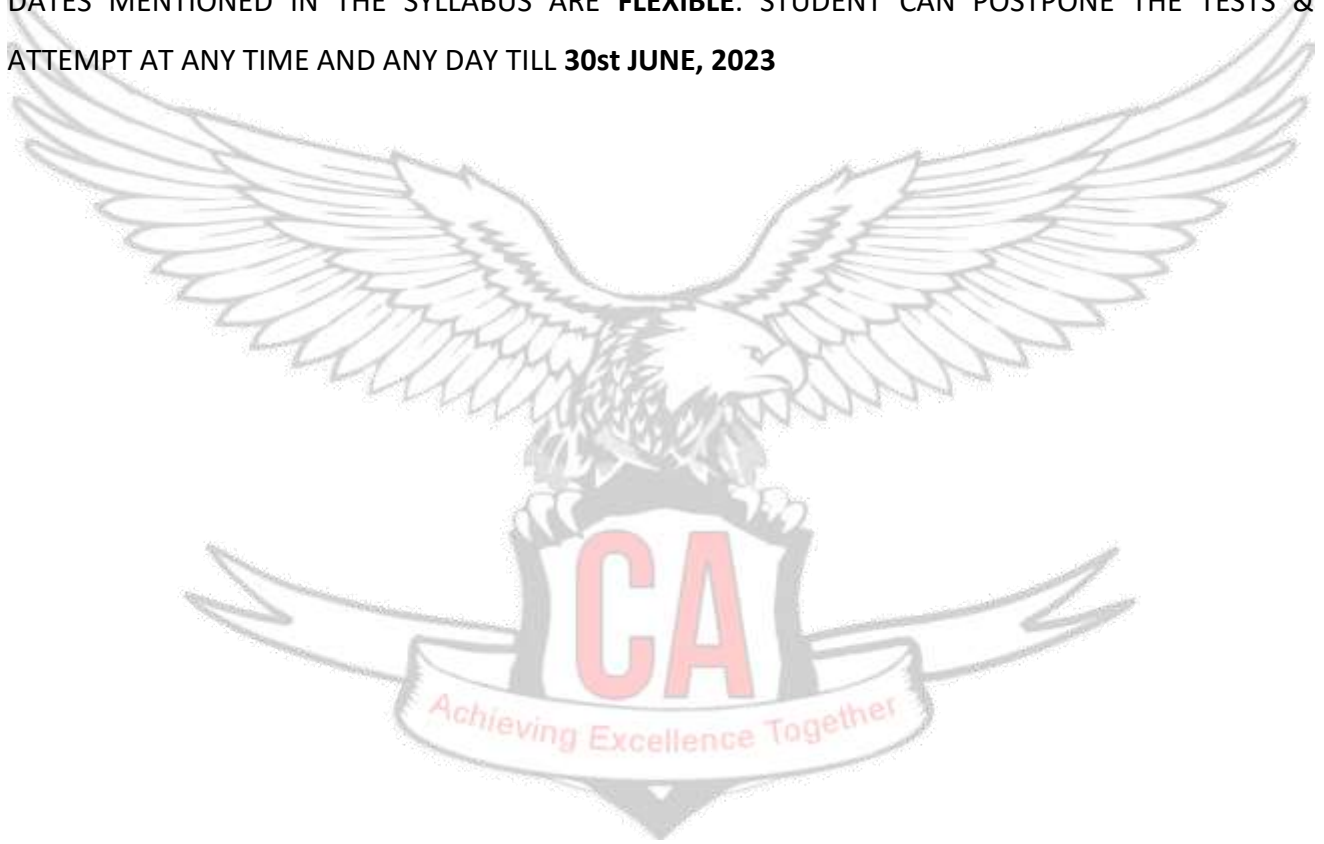 DATES MENTIONED IN THE SYLLABUS ARE FLEXIBLE. STUDENT CAN POSTPONE THE TESTS &
ATTEMPT AT ANY TIME AND ANY DAY TILL 30st JUNE, 2023
CA
Achieving Excellence Together